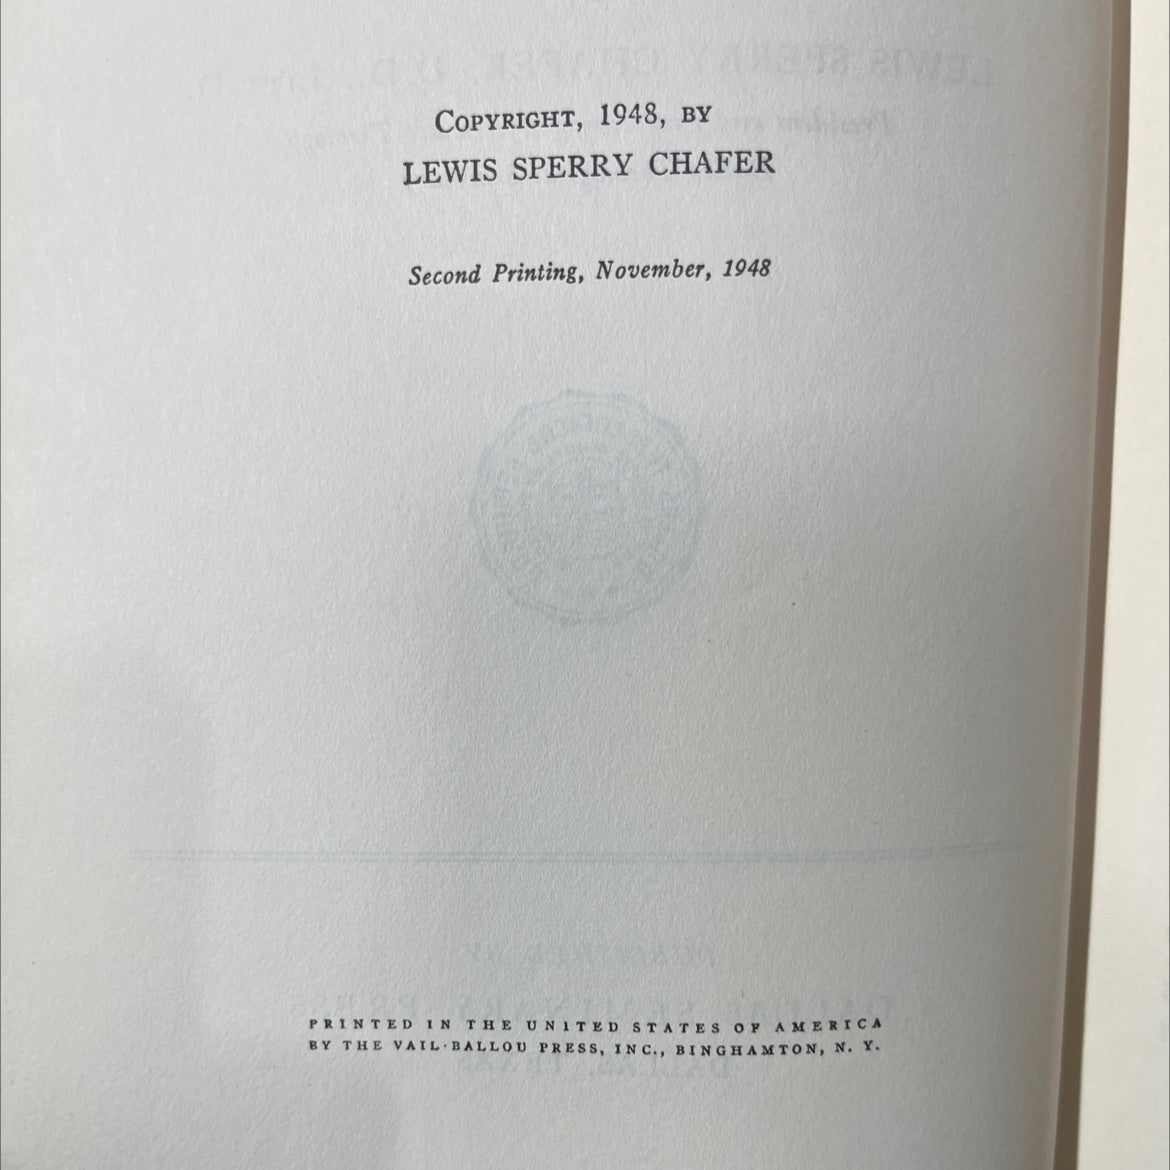 COPYRIGHT, 1948, BY
LEWIS SPERRY CHAFER
Second Printing, November, 1948
PRINTED IN THE UNITED STATES OF AMERICA
BY THE VAIL-BALLOU PRESS, INC., BINGHAMTON, N. Y.